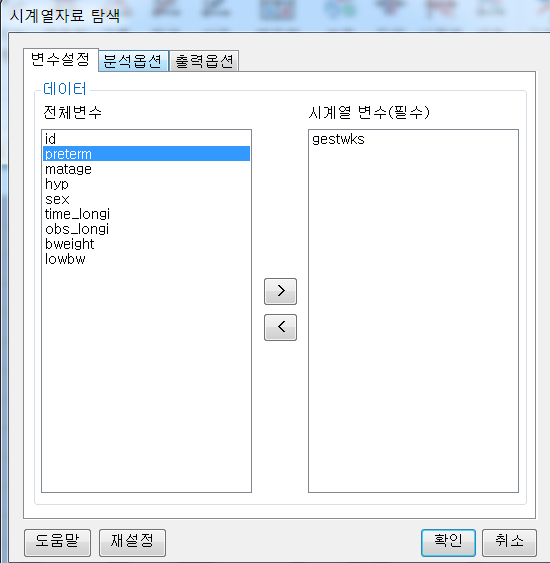 시계열자료 탐색
변수설정 분석옵션 출력옵션
데이터
전체변수
id
preterm
matage
hyp
sex
time_longi
obs_longi
bweight
lowbw
>
<
시계열 변수(필수)
gestwks
도움말 재설정 확인 취소